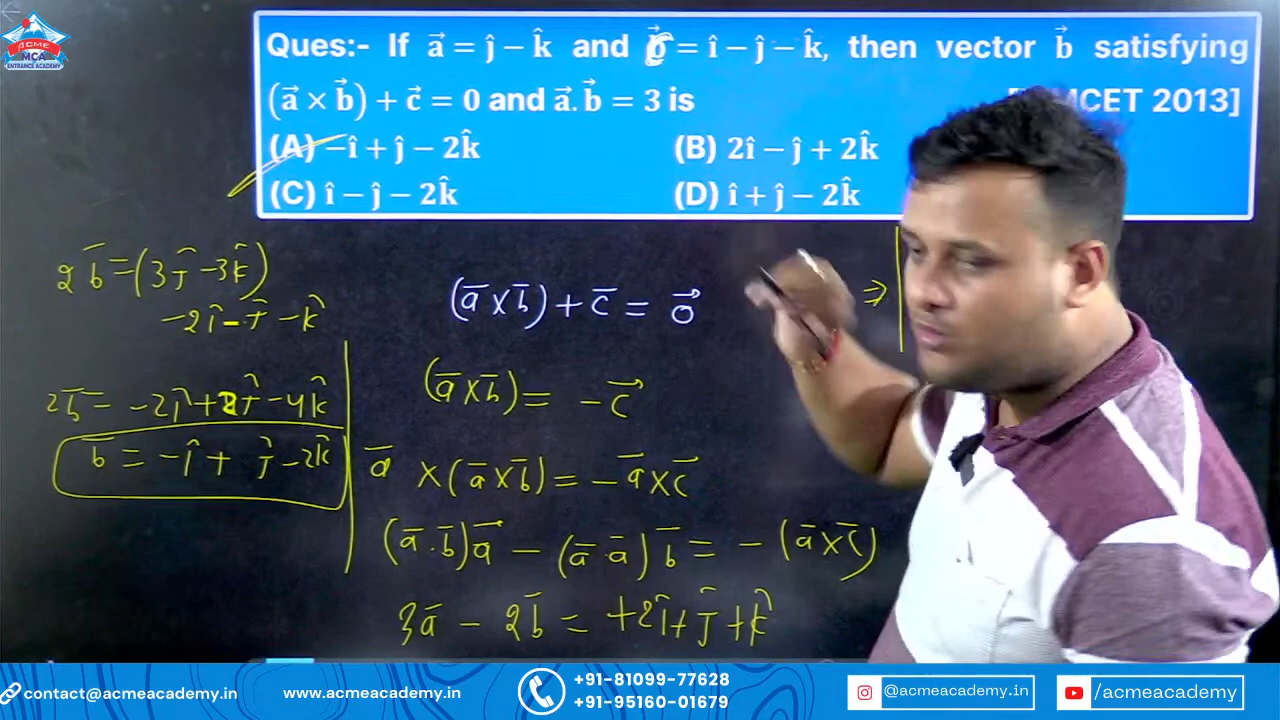 ACME
MCA
ENTRANCE ACADEMY
Ques:- If a⃗ = ĵ − k̂ and c⃗ = î − ĵ − k̂, then vector b⃗ satisfying
(a⃗ × b⃗) + c⃗ = 0 and a⃗. b⃗ = 3 is MCET 2013]
(A) −î + ĵ − 2k̂ (B) 2î − ĵ + 2k̂
(C) î − ĵ − 2k̂ (D) î + ĵ − 2k̂
2b̅ = (3ĵ − 3k̂)
−2î − ĵ − k̂
2b̅ = −2î + 2ĵ − 4k̂
b̅ = −î + ĵ − 2k̂
(a̅ × b̅) + c̅ = 0⃗
⇒
(a̅ × b̅) = −c⃗
a̅ × (a̅ × b̅) = −a̅ × c⃗
(a̅ . b̅) a̅ − (a̅ . a̅) b̅ = − (a̅ × c̅)
3a̅ − 2b̅ = +2î + ĵ + k̂
contact@acmeacademy.in www.acmeacademy.in +91-81099-77628 @acmeacademy.in /acmeacademy
+91-95160-01679